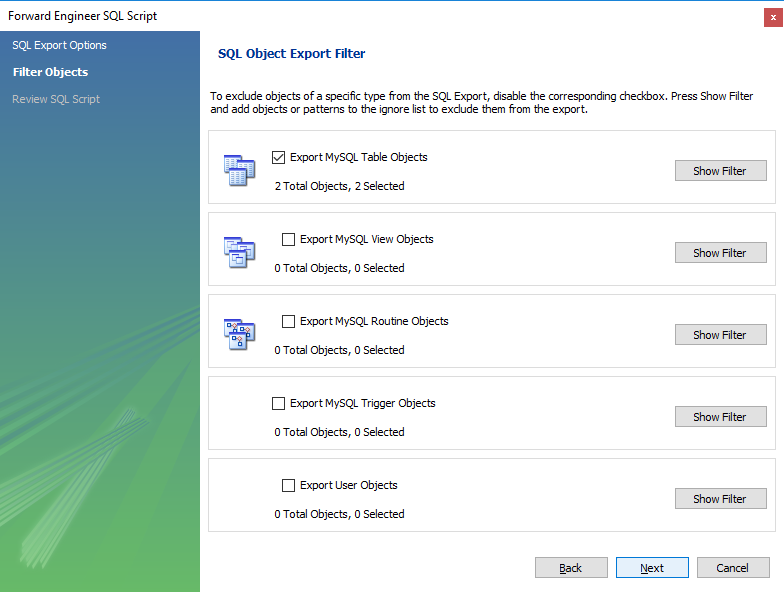 Forward Engineer SQL Script
x
SQL Export Options
Filter Objects
Review SQL Script
SQL Object Export Filter
To exclude objects of a specific type from the SQL Export, disable the corresponding checkbox. Press Show Filter
and add objects or patterns to the ignore list to exclude them from the export.
Export MySQL Table Objects
2 Total Objects, 2 Selected
Show Filter
Export MySQL View Objects
0 Total Objects, 0 Selected
Show Filter
Export MySQL Routine Objects
0 Total Objects, 0 Selected
Show Filter
Export MySQL Trigger Objects
0 Total Objects, 0 Selected
Show Filter
Export User Objects
0 Total Objects, 0 Selected
Show Filter
Back
Next
Cancel